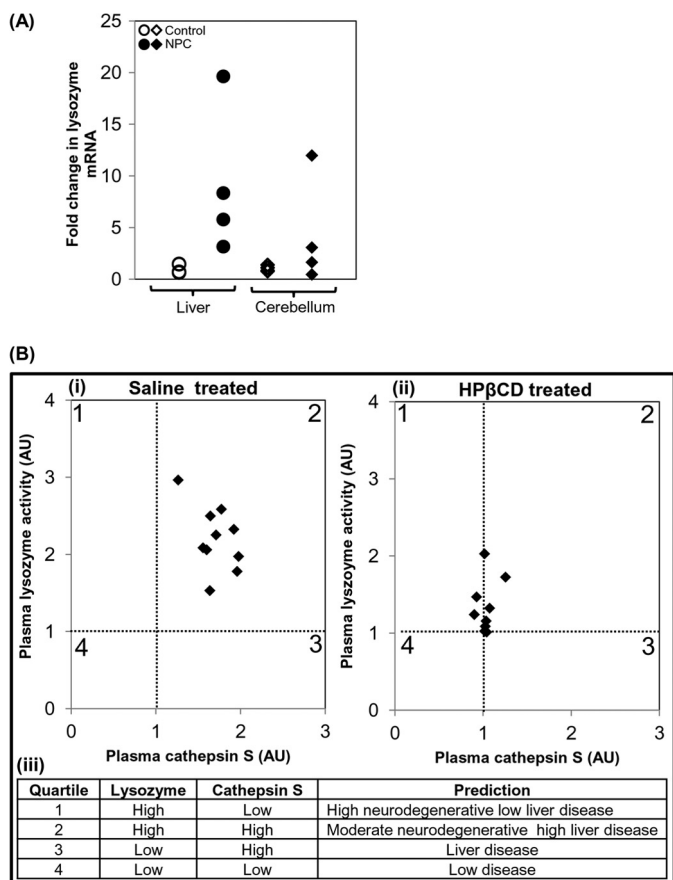 (A)
25
20
15
10
5
0
Fold change in lysozyme
mRNA
Control
NPC
Liver
Cerebellum
(B)
(i)
Saline treated
4
3
2
1
0
Plasma lysozyme activity (AU)
1
2
4
3
0 1 2 3
Plasma cathepsin S (AU)
(ii)
HPβCD treated
4
3
2
1
0
Plasma lyszoyme activity (AU)
1
2
4
3
0 1 2 3
Plasma cathepsin S (AU)
(iii)
Quartile Lysozyme Cathepsin S Prediction
1 High Low High neurodegenerative low liver disease
2 High High Moderate neurodegenerative high liver disease
3 Low High Liver disease
4 Low Low Low disease